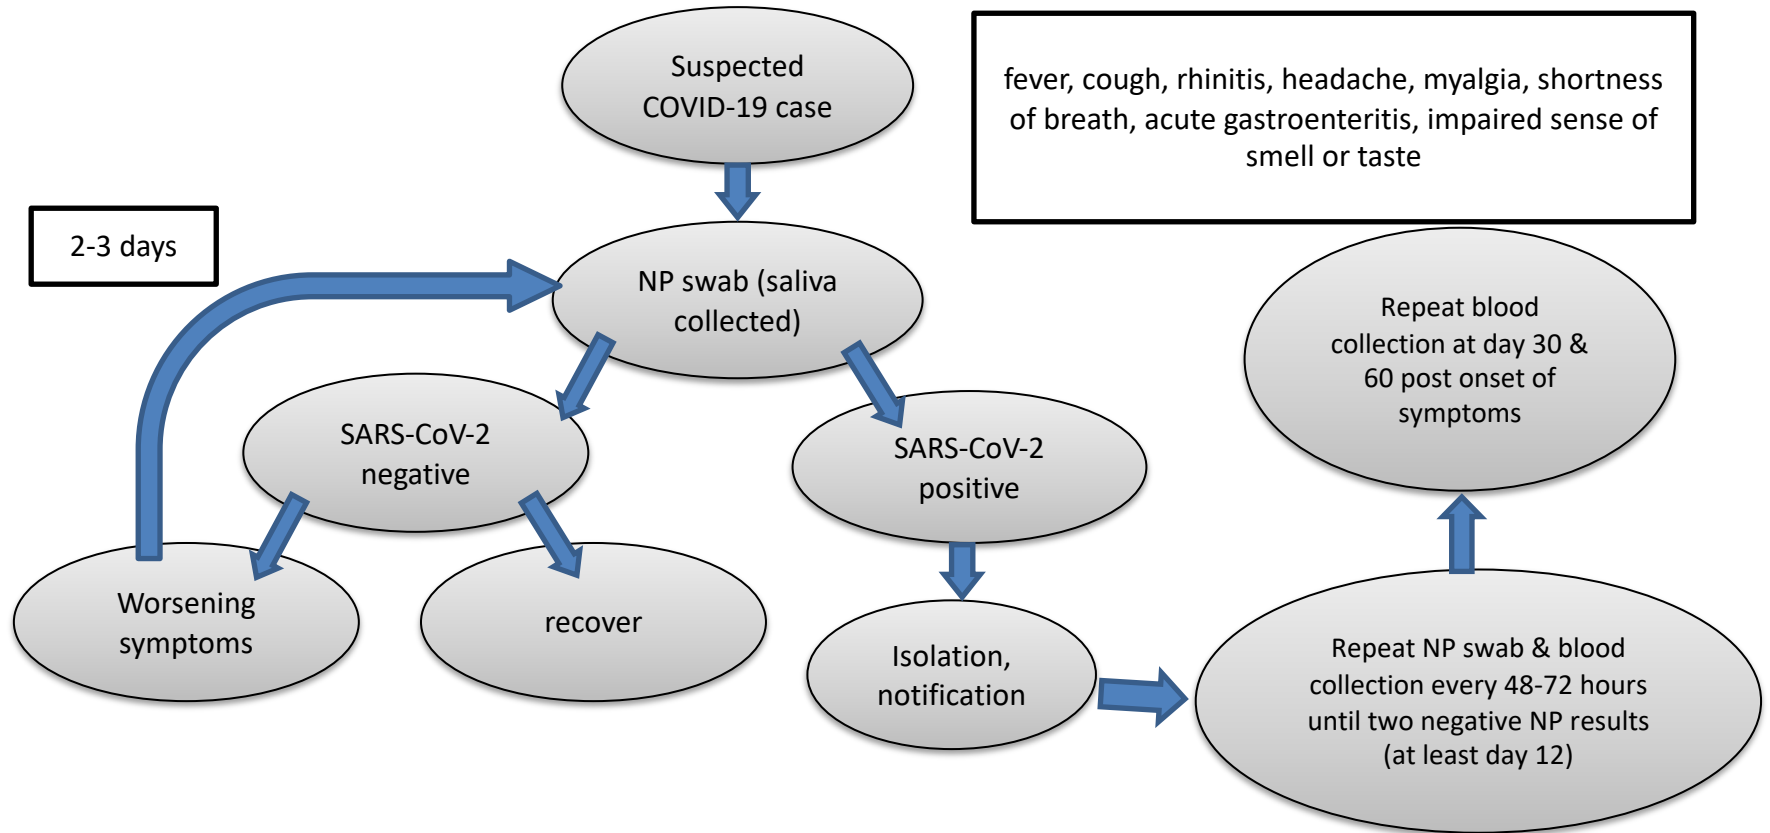 Suspected
COVID-19 case
fever, cough, rhinitis, headache, myalgia, shortness
of breath, acute gastroenteritis, impaired sense of
smell or taste
2-3 days
NP swab (saliva
collected)
Repeat blood
collection at day 30 &
60 post onset of
symptoms
SARS-CoV-2
negative
SARS-CoV-2
positive
Worsening
symptoms
recover
Isolation,
notification
Repeat NP swab & blood
collection every 48-72 hours
until two negative NP results
(at least day 12)